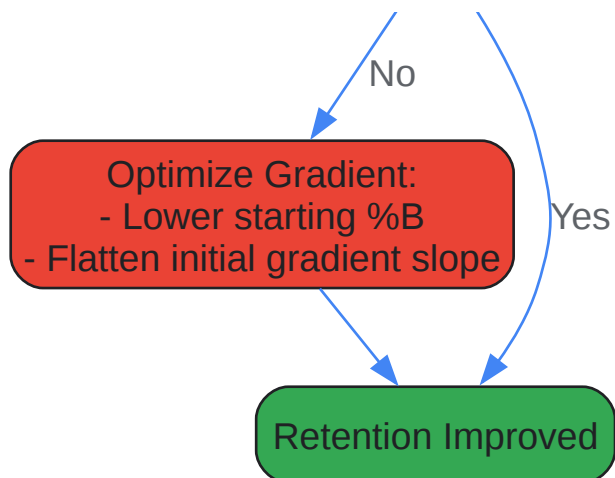 No
Optimize Gradient:
- Lower starting %B
- Flatten initial gradient slope
Yes
Retention Improved